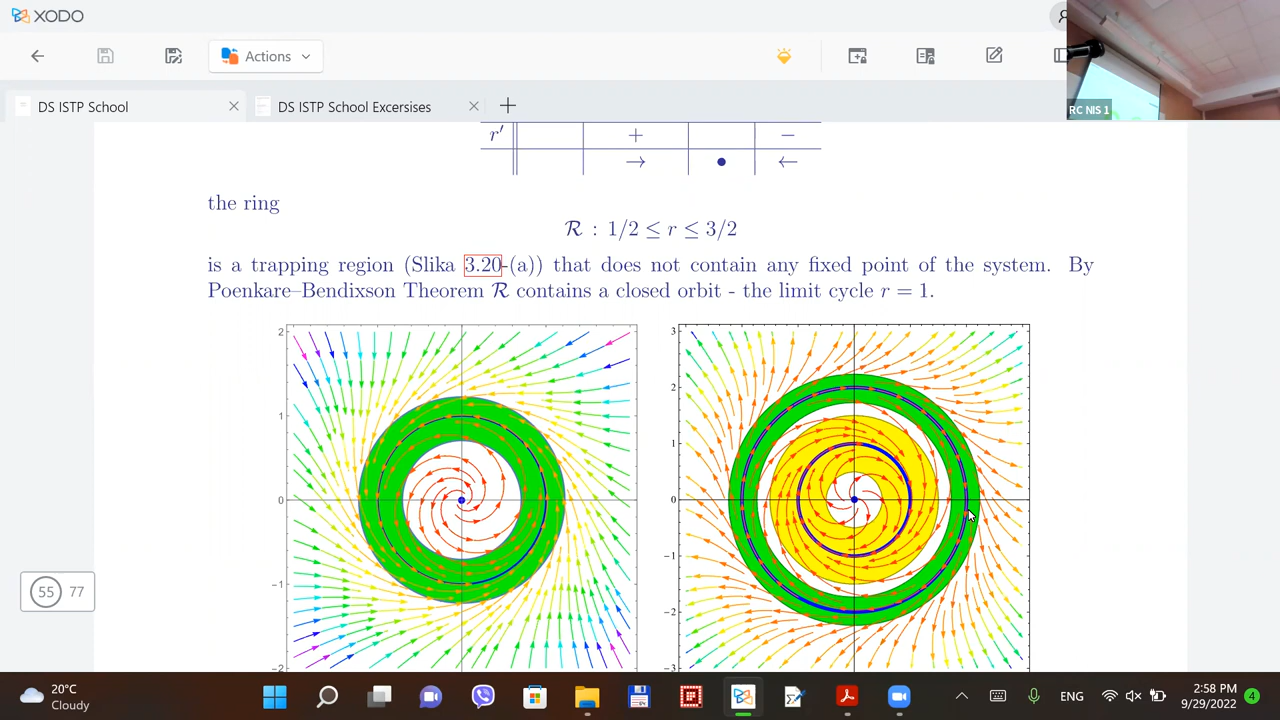 XODO
Actions
RC NIS 1
DS ISTP School
DS ISTP School Excersises
r′ + −
→ • ←
the ring
ℛ : 1/2 ≤ r ≤ 3/2
is a trapping region (Slika 3.20-(a)) that does not contain any fixed point of the system. By
Poenkare–Bendixson Theorem ℛ contains a closed orbit - the limit cycle r = 1.
2
1
0
−1
−2
3
2
1
0
−1
−2
−3
55 77
20°C
Cloudy
ENG
2:58 PM
9/29/2022
4